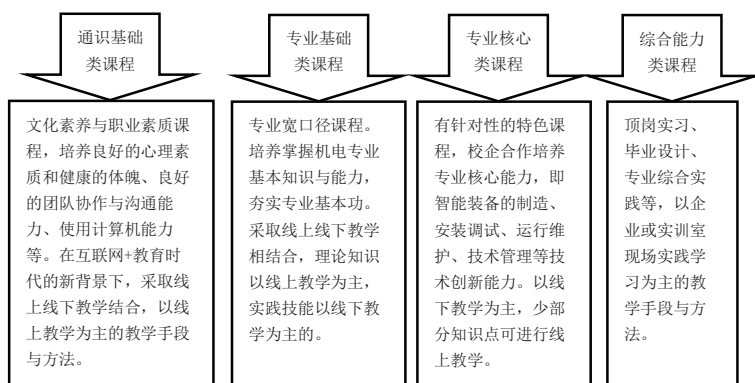 通识基础
类课程
文化素养与职业素质课
程，培养良好的心理素
质和健康的体魄、良好
的团队协作与沟通能
力、使用计算机能力
等。在互联网+教育时
代的新背景下，采取线
上线下教学结合，以线
上教学为主的教学手段
与方法。
专业基础
类课程
专业宽口径课程。
培养掌握机电专业
基本知识与能力，
夯实专业基本功。
采取线上线下教学
相结合，理论知识
以线上教学为主，
实践技能以线下教
学为主的。
专业核心
类课程
有针对性的特色课
程，校企合作培养
专业核心能力，即
智能装备的制造、
安装调试、运行维
护、技术管理等技
术创新能力。以线
下教学为主，少部
分知识点可进行线
上教学。
综合能力
类课程
顶岗实习、
毕业设计、
专业综合实
践等，以企
业或实训室
现场实践学
习为主的教
学手段与方
法。